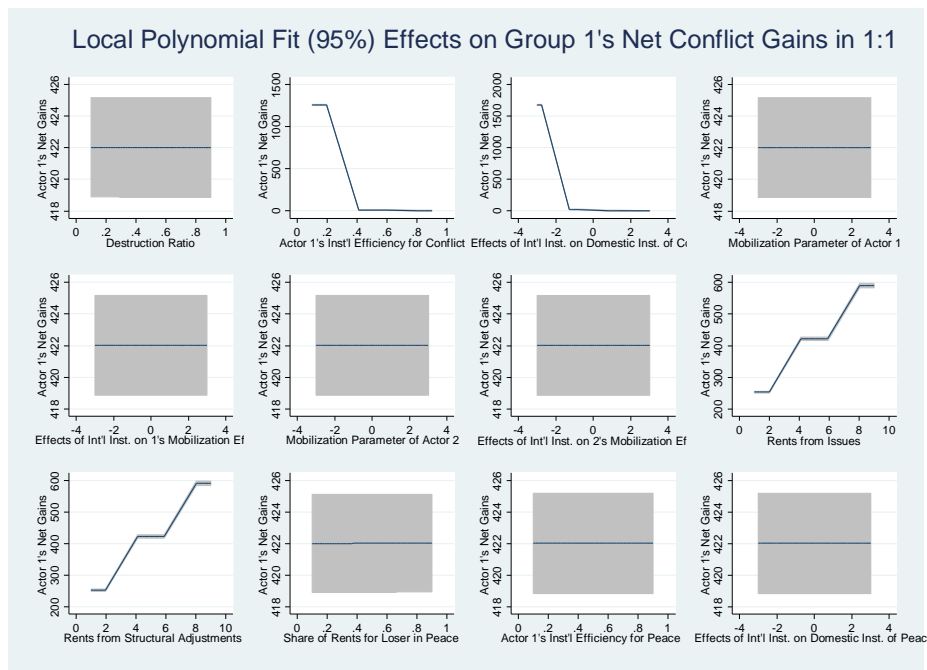 Local Polynomial Fit (95%) Effects on Group 1's Net Conflict Gains in 1:1
Actor 1's Net Gains
418 420 422 424 426
0 .2 .4 .6 .8 1
Destruction Ratio
Actor 1's Net Gains
0 500 1000 1500
0 .2 .4 .6 .8 1
Actor 1's Inst'l Efficiency for Conflict
Actor 1's Net Gains
0 500 1000 1500 2000
-4 -2 0 2 4
Effects of Int'l Inst. on Domestic Inst. of Co
Actor 1's Net Gains
418 420 422 424 426
-4 -2 0 2 4
Mobilization Parameter of Actor 1
Actor 1's Net Gains
418 420 422 424 426
-4 -2 0 2 4
Effects of Int'l Inst. on 1's Mobilization Ef
Actor 1's Net Gains
418 420 422 424 426
-4 -2 0 2 4
Mobilization Parameter of Actor 2
Actor 1's Net Gains
418 420 422 424 426
-4 -2 0 2 4
Effects of Int'l Inst. on 2's Mobilization Ef
Actor 1's Net Gains
200 300 400 500 600
0 2 4 6 8 10
Rents from Issues
Actor 1's Net Gains
200 300 400 500 600
0 2 4 6 8 10
Rents from Structural Adjustments
Actor 1's Net Gains
418 420 422 424 426
0 .2 .4 .6 .8 1
Share of Rents for Loser in Peace
Actor 1's Net Gains
418 420 422 424 426
0 .2 .4 .6 .8 1
Actor 1's Inst'l Efficiency for Peace
Actor 1's Net Gains
418 420 422 424 426
-4 -2 0 2 4
Effects of Int'l Inst. on Domestic Inst. of Peac